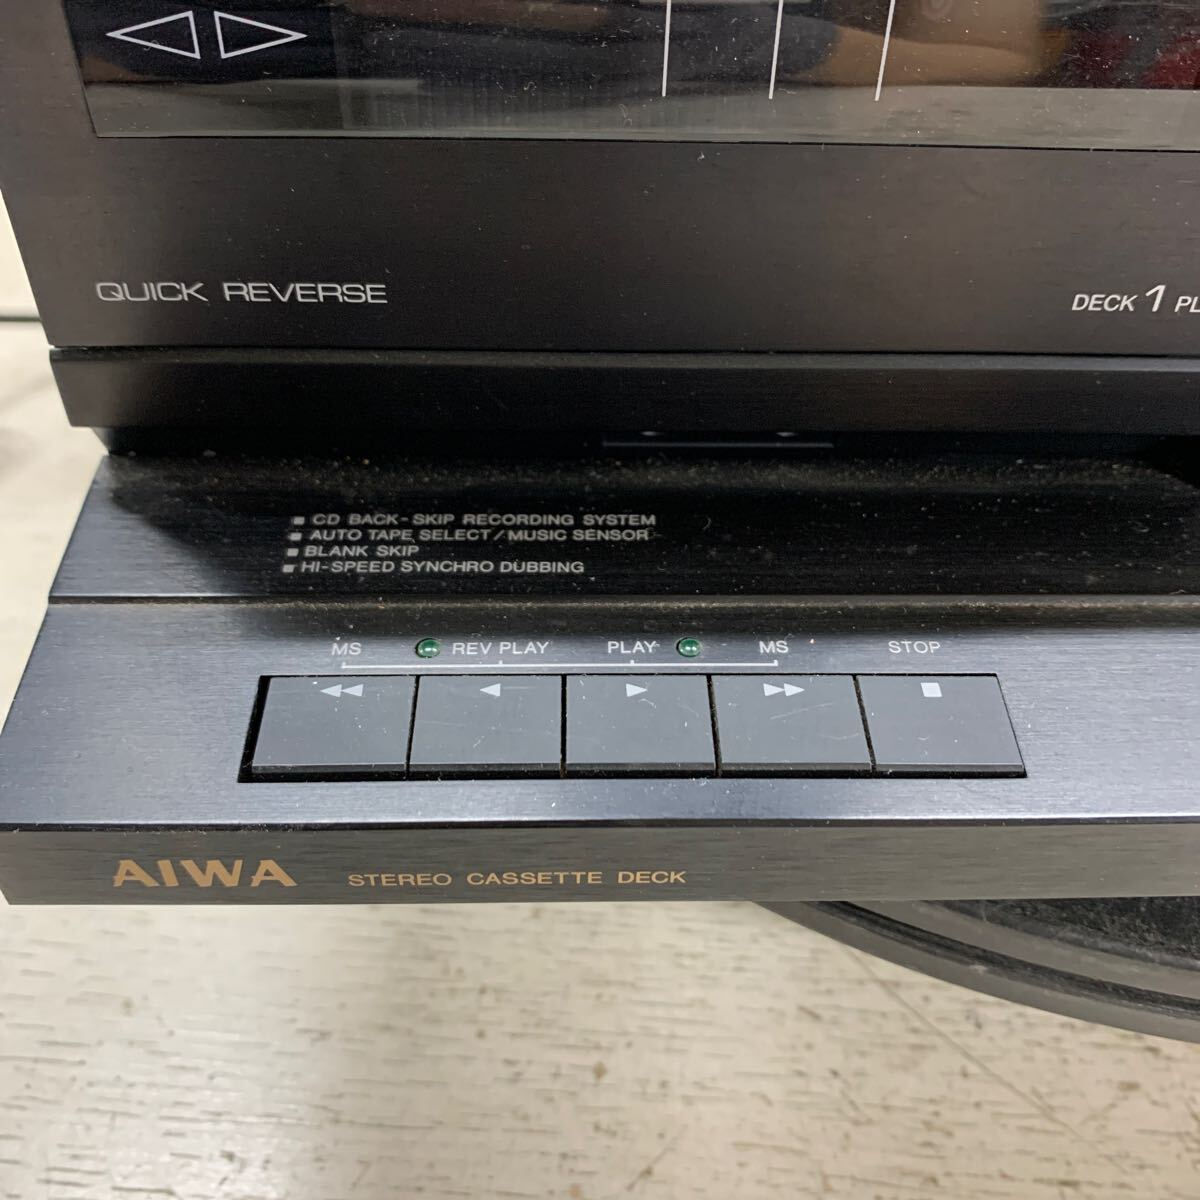 QUICK REVERSE
DECK 1
■ CD BACK-SKIP RECORDING SYSTEM
■ AUTO TAPE SELECT/MUSIC SENSOR
■ BLANK SKIP
■ HI-SPEED SYNCHRO DUBBING
MS REV PLAY PLAY MS STOP
AIWA STEREO CASSETTE DECK